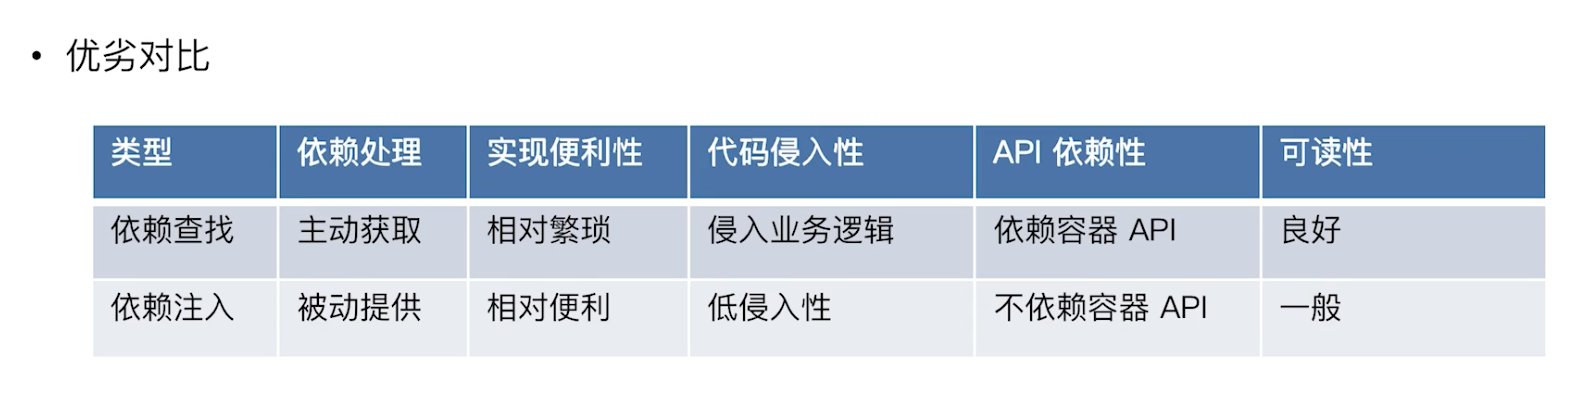 • 优劣对比
类型 依赖处理 实现便利性 代码侵入性 API 依赖性 可读性
依赖查找 主动获取 相对繁琐 侵入业务逻辑 依赖容器 API 良好
依赖注入 被动提供 相对便利 低侵入性 不依赖容器 API 一般